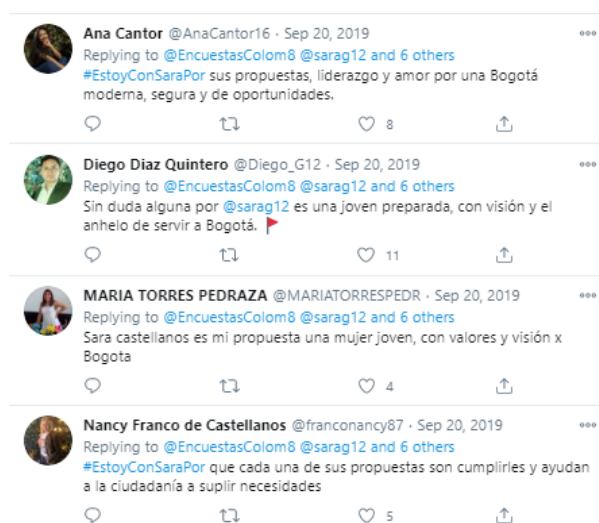 Ana Cantor @AnaCantor16 · Sep 20, 2019
Replying to @EncuestasColom8 @sarag12 and 6 others
#EstoyConSaraPor sus propuestas, liderazgo y amor por una Bogotá
moderna, segura y de oportunidades.
8
Diego Diaz Quintero @Diego_G12 · Sep 20, 2019
Replying to @EncuestasColom8 @sarag12 and 6 others
Sin duda alguna por @sarag12 es una joven preparada, con visión y el
anhelo de servir a Bogotá. 🚩
11
MARIA TORRES PEDRAZA @MARIATORRESPEDR · Sep 20, 2019
Replying to @EncuestasColom8 @sarag12 and 6 others
Sara castellanos es mi propuesta una mujer joven, con valores y visión x
Bogota
4
Nancy Franco de Castellanos @franconancy87 · Sep 20, 2019
Replying to @EncuestasColom8 @sarag12 and 6 others
#EstoyConSaraPor que cada una de sus propuestas son cumplirles y ayudan
a la ciudadanía a suplir necesidades
5